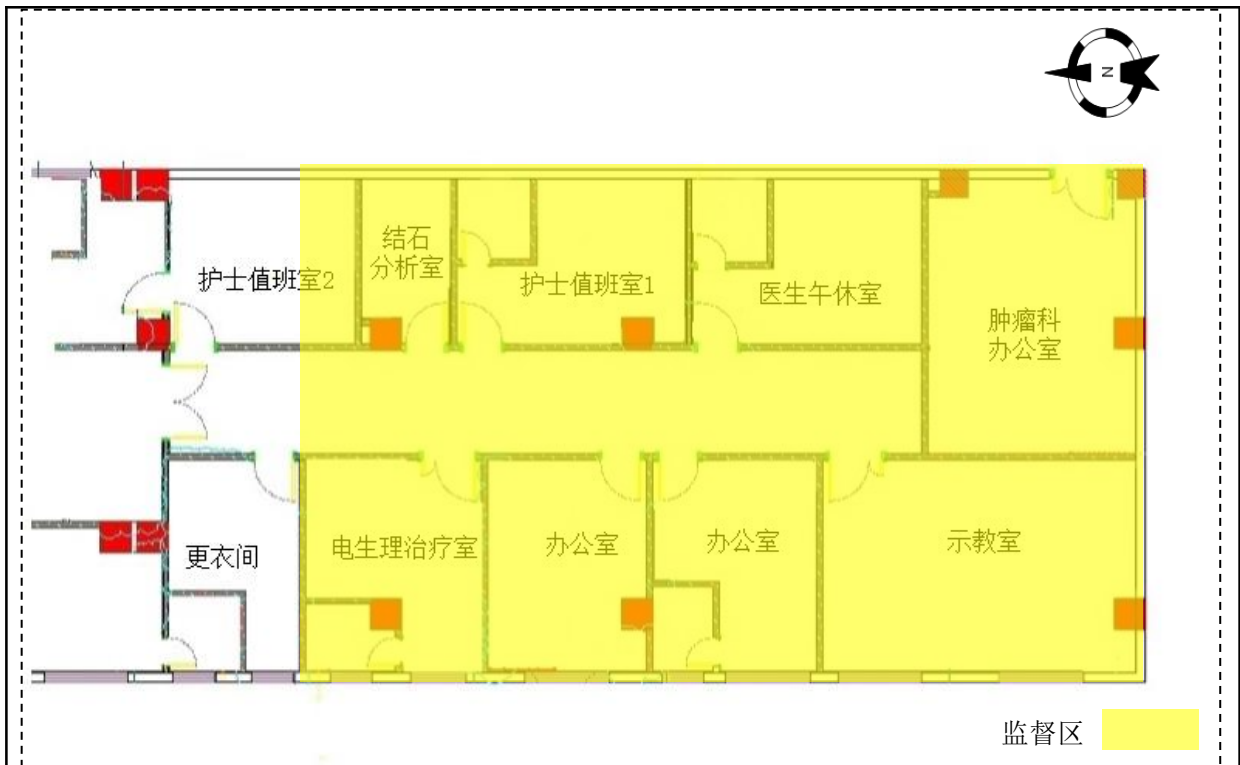 N
护士值班室2
结石
分析室
护士值班室1
医生午休室
肿瘤科
办公室
更衣间
电生理治疗室
办公室
办公室
示教室
监督区